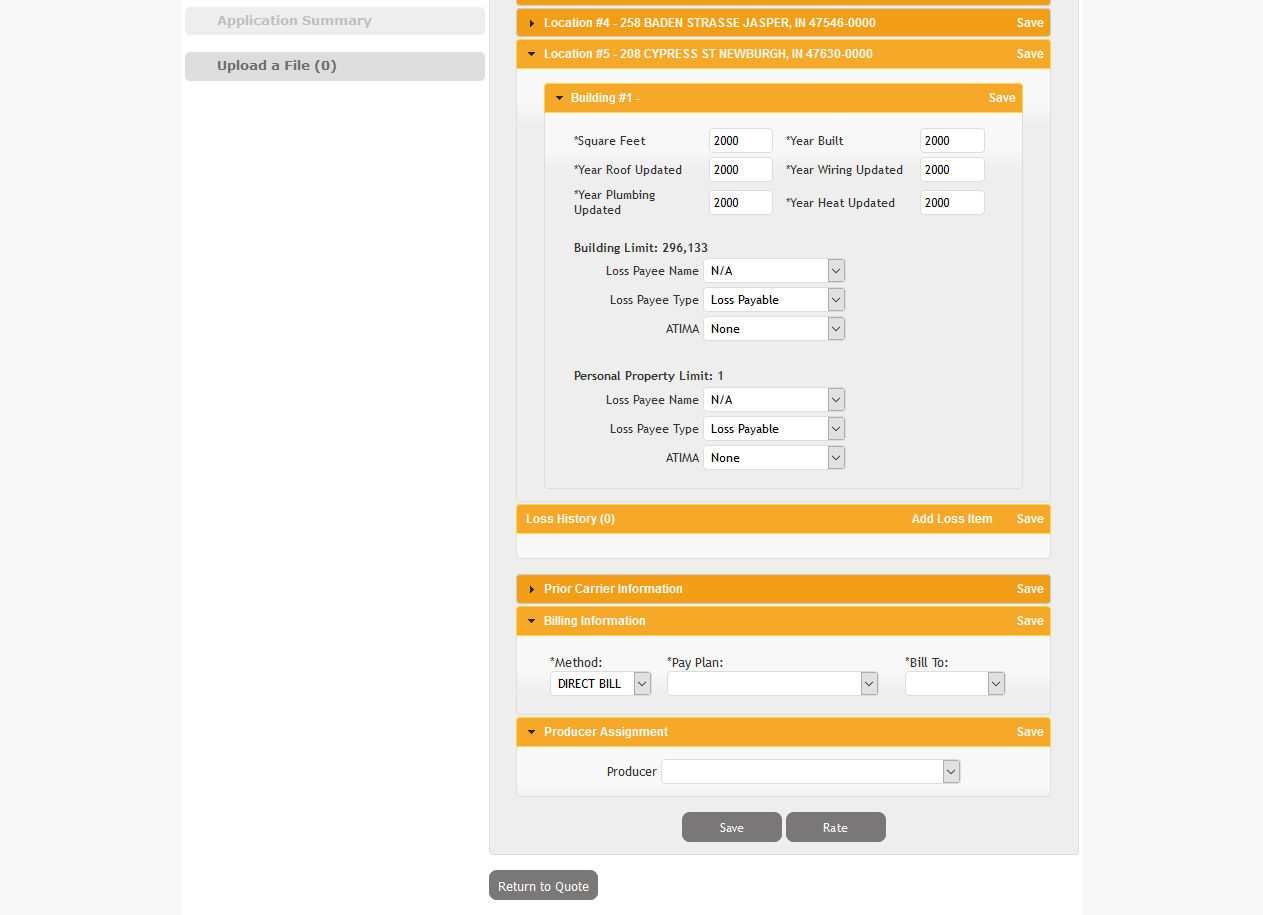 Application Summary
Upload a File (0)
Location #4 - 258 BADEN STRASSE JASPER, IN 47546-0000 Save
Location #5 - 208 CYPRESS ST NEWBURGH, IN 47630-0000 Save
Building #1 - Save
*Square Feet 2000 *Year Built 2000
*Year Roof Updated 2000 *Year Wiring Updated 2000
*Year Plumbing Updated 2000 *Year Heat Updated 2000
Building Limit: 296,133
Loss Payee Name N/A
Loss Payee Type Loss Payable
ATIMA None
Personal Property Limit: 1
Loss Payee Name N/A
Loss Payee Type Loss Payable
ATIMA None
Loss History (0) Add Loss Item Save
Prior Carrier Information Save
Billing Information Save
*Method: *Pay Plan: *Bill To:
DIRECT BILL
Producer Assignment Save
Producer
Save Rate
Return to Quote